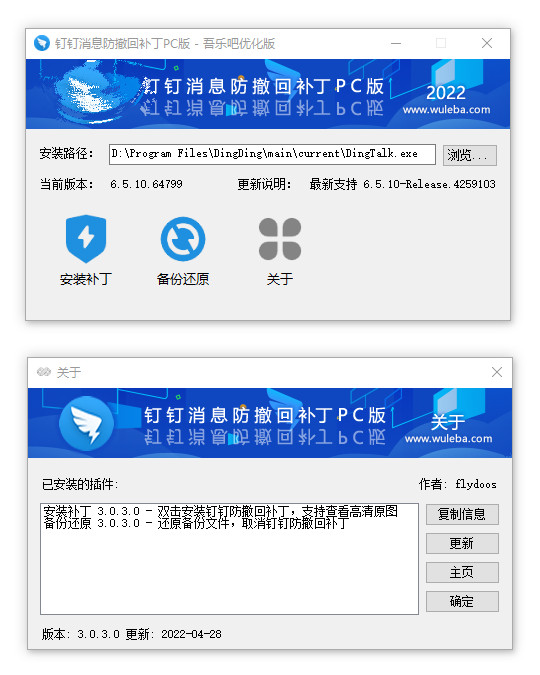 钉钉消息防撤回补丁PC版 - 吾乐吧优化版
钉钉消息防撤回补丁PC版
2022
www.wuleba.com
安装路径: D:\Program Files\DingDing\main\current\DingTalk.exe 浏览...
当前版本: 6.5.10.64799 更新说明: 最新支持 6.5.10-Release.4259103
安装补丁 备份还原 关于
关于
钉钉消息防撤回补丁PC版
关于
www.wuleba.com
已安装的插件: 作者: flydoos
安装补丁 3.0.3.0 - 双击安装钉钉防撤回补丁，支持查看高清原图
备份还原 3.0.3.0 - 还原备份文件，取消钉钉防撤回补丁
复制信息
更新
主页
确定
版本: 3.0.3.0 更新: 2022-04-28